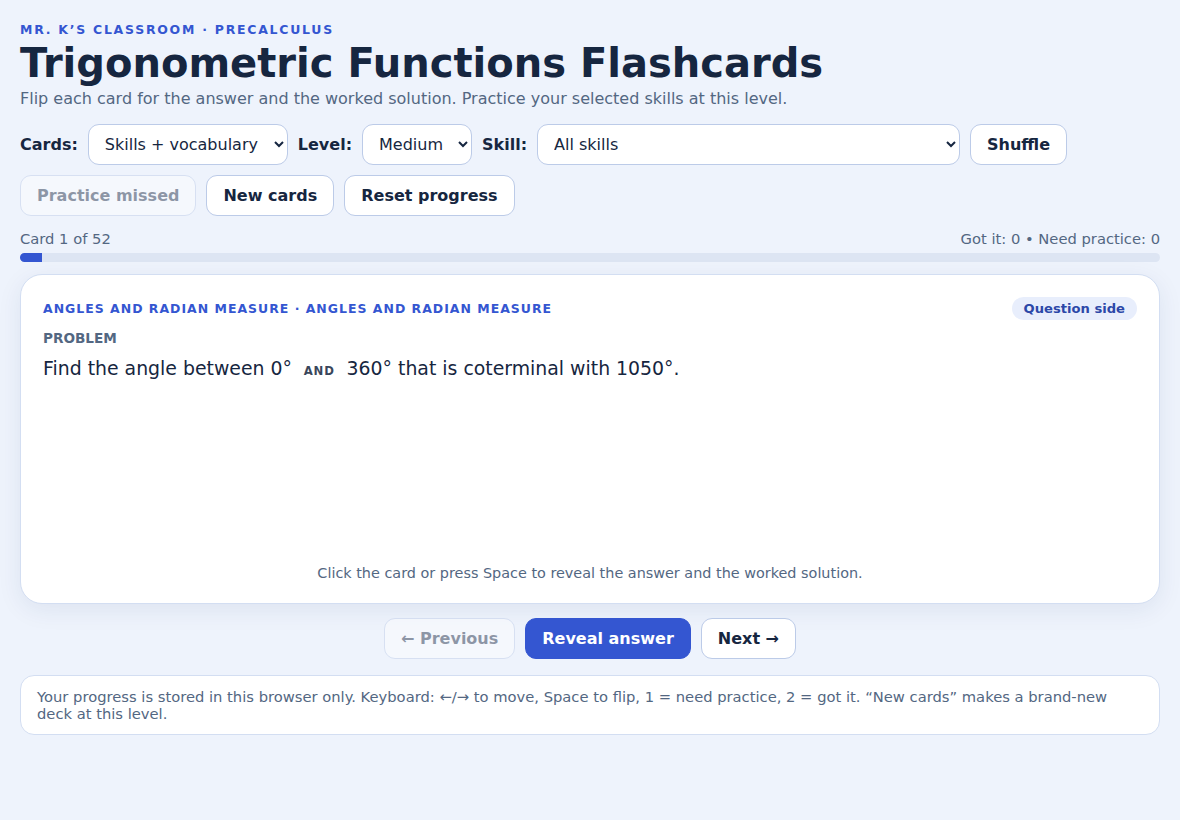 MR. K’S CLASSROOM · PRECALCULUS
Trigonometric Functions Flashcards
Flip each card for the answer and the worked solution. Practice your selected skills at this level.
Cards: Skills + vocabulary Level: Medium Skill: All skills Shuffle
Practice missed New cards Reset progress
Card 1 of 52 Got it: 0 • Need practice: 0
ANGLES AND RADIAN MEASURE · ANGLES AND RADIAN MEASURE Question side
PROBLEM
Find the angle between 0° AND 360° that is coterminal with 1050°.
Click the card or press Space to reveal the answer and the worked solution.
← Previous Reveal answer Next →
Your progress is stored in this browser only. Keyboard: ←/→ to move, Space to flip, 1 = need practice, 2 = got it. “New cards” makes a brand-new
deck at this level.